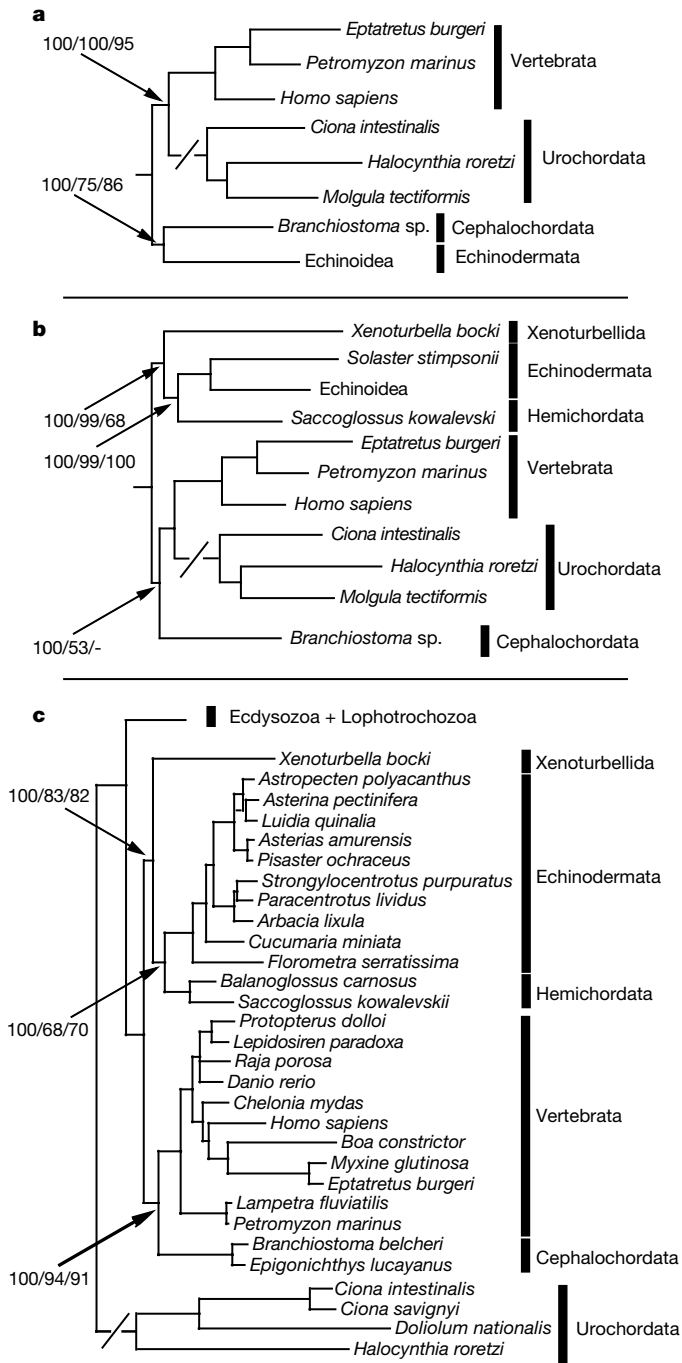 a
100/100/95
Eptatretus burgeri
Petromyzon marinus
Homo sapiens
Vertebrata
Ciona intestinalis
Halocynthia roretzi
Molgula tectiformis
Urochordata
100/75/86
Branchiostoma sp.
Cephalochordata
Echinoidea
Echinodermata
b
Xenoturbella bocki
Xenoturbellida
Solaster stimpsonii
Echinoidea
Echinodermata
100/99/68
Saccoglossus kowalevski
Hemichordata
100/99/100
Eptatretus burgeri
Petromyzon marinus
Homo sapiens
Vertebrata
Ciona intestinalis
Halocynthia roretzi
Molgula tectiformis
Urochordata
100/53/-
Branchiostoma sp.
Cephalochordata
c
Ecdysozoa + Lophotrochozoa
Xenoturbella bocki
Xenoturbellida
100/83/82
Astropecten polyacanthus
Asterina pectinifera
Luidia quinalia
Asterias amurensis
Pisaster ochraceus
Strongylocentrotus purpuratus
Paracentrotus lividus
Arbacia lixula
Cucumaria miniata
Florometra serratissima
Echinodermata
Balanoglossus carnosus
Saccoglossus kowalevskii
Hemichordata
100/68/70
Protopterus dolloi
Lepidosiren paradoxa
Raja porosa
Danio rerio
Chelonia mydas
Homo sapiens
Boa constrictor
Myxine glutinosa
Eptatretus burgeri
Lampetra fluviatilis
Petromyzon marinus
Vertebrata
Branchiostoma belcheri
Epigonichthys lucayanus
Cephalochordata
100/94/91
Ciona intestinalis
Ciona savignyi
Doliolum nationalis
Halocynthia roretzi
Urochordata